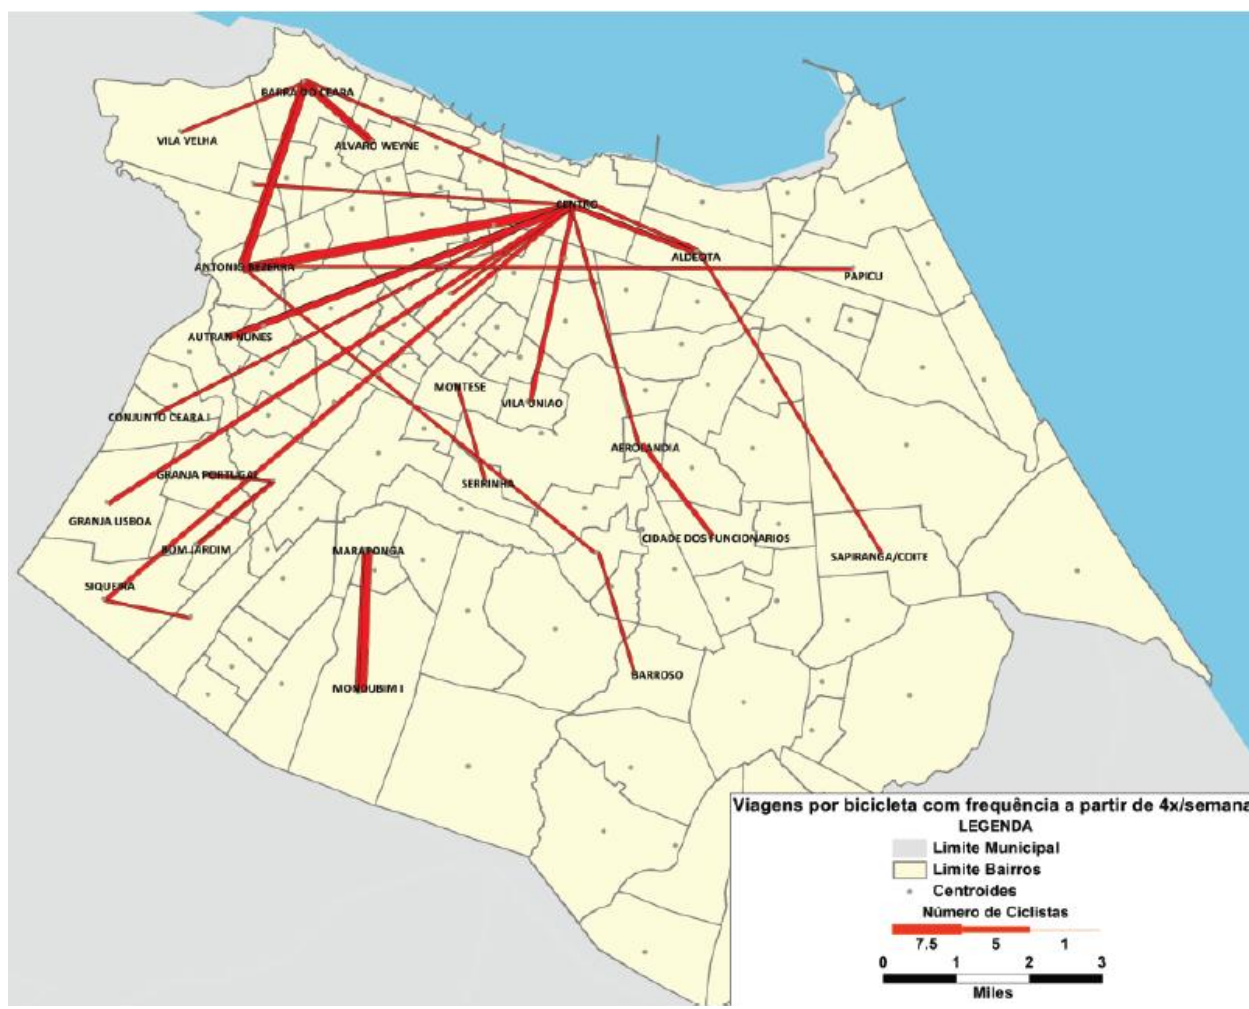 BARRA DO CEARA
VILA VELHA
ALVARO WEYNE
CENTRO
ALDEOTA
ANTONIO BEZERRA
PAPICU
AUTRAN NUNES
MONTESE
VILA UNIAO
CONJUNTO CEARA I
AEROLANDIA
GRANJA PORTUGAL
SERRINHA
GRANJA LISBOA
CIDADE DOS FUNCIONARIOS
BOM JARDIM
MARAPONGA
SAPIRANGA/COITE
SIQUEIRA
BARROSO
MONDUBIM I
Viagens por bicicleta com frequência a partir de 4x/semana
LEGENDA
Limite Municipal
Limite Bairros
Centroides
Número de Ciclistas
7.5 5 1
0 1 2 3
Miles